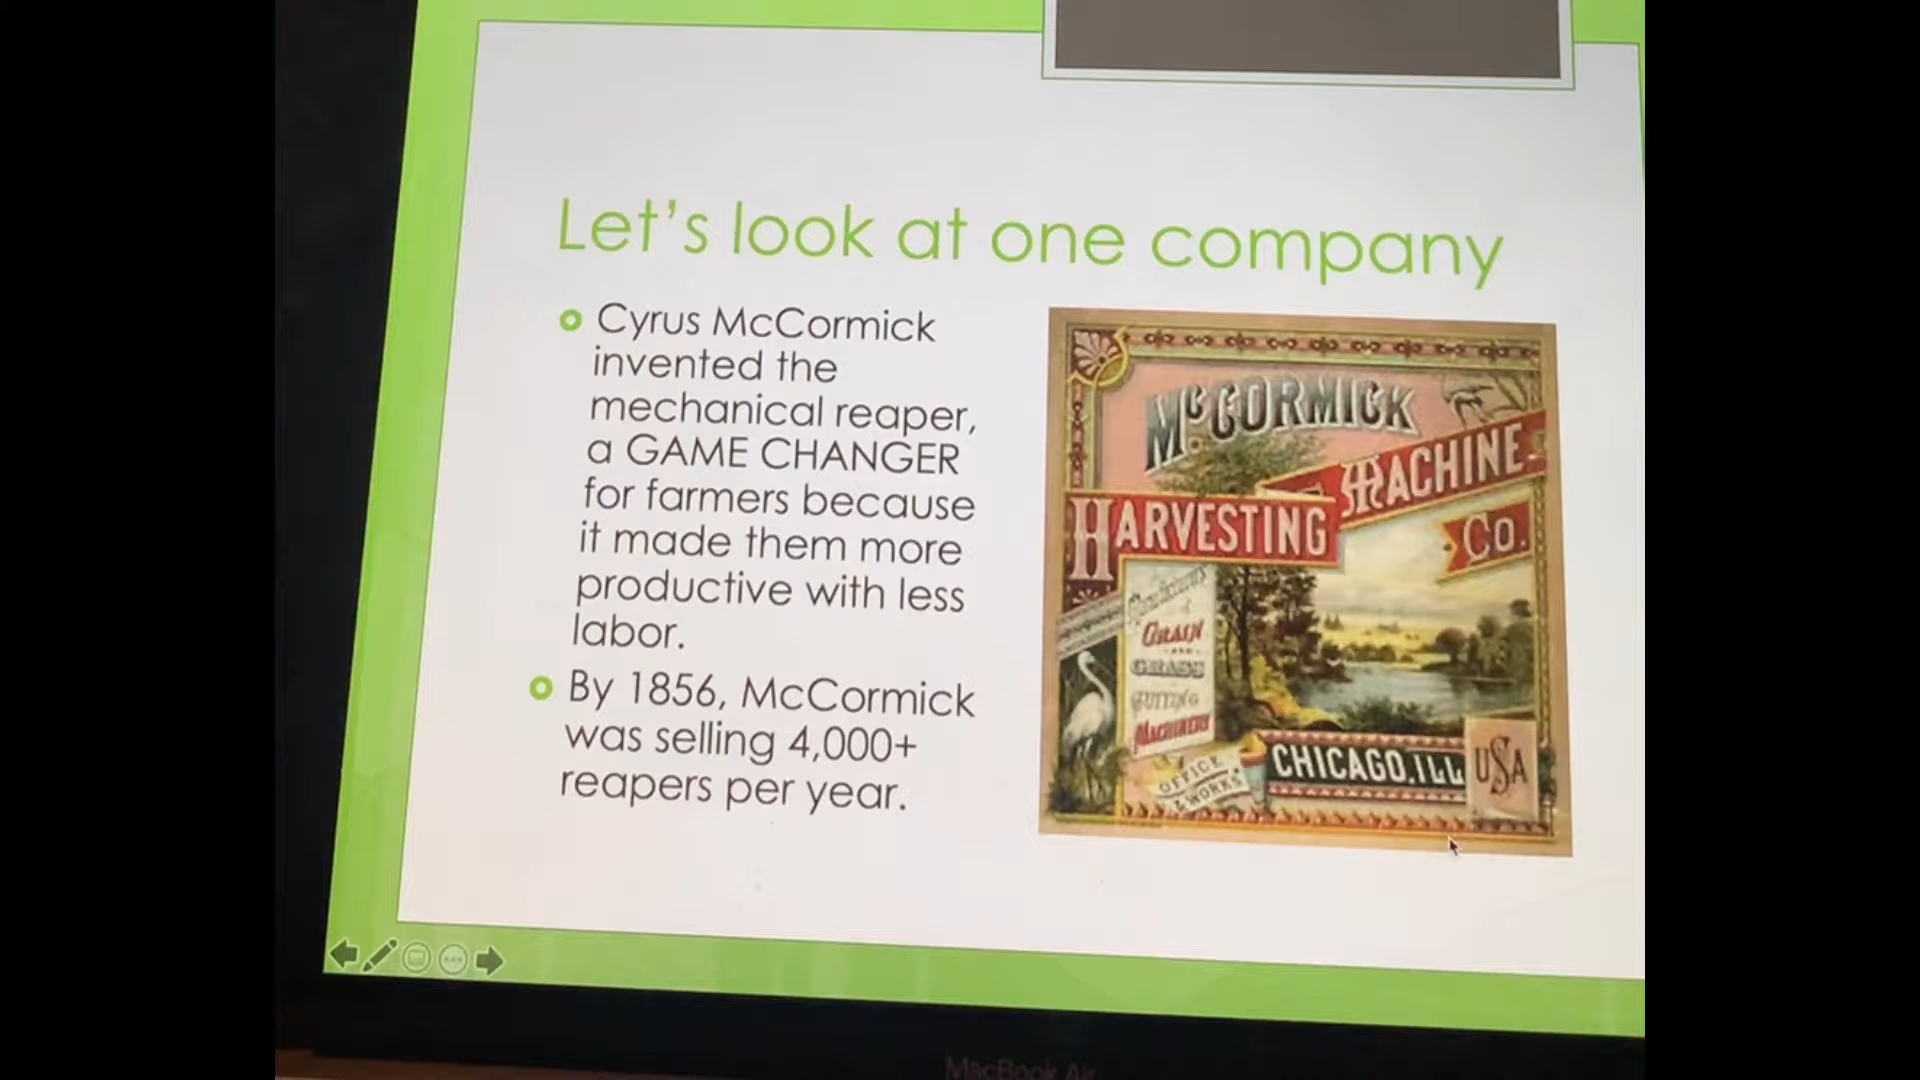 Let's look at one company
Cyrus McCormick
invented the
mechanical reaper,
a GAME CHANGER
for farmers because
it made them more
productive with less
labor.
By 1856, McCormick
was selling 4,000+
reapers per year.
McCORMICK
HARVESTING
MACHINE
Co.
GRAIN
AND
GRASS
CUTTING
MACHINERY
OFFICE
& WORKS
CHICAGO, ILL
USA
MacBook Air